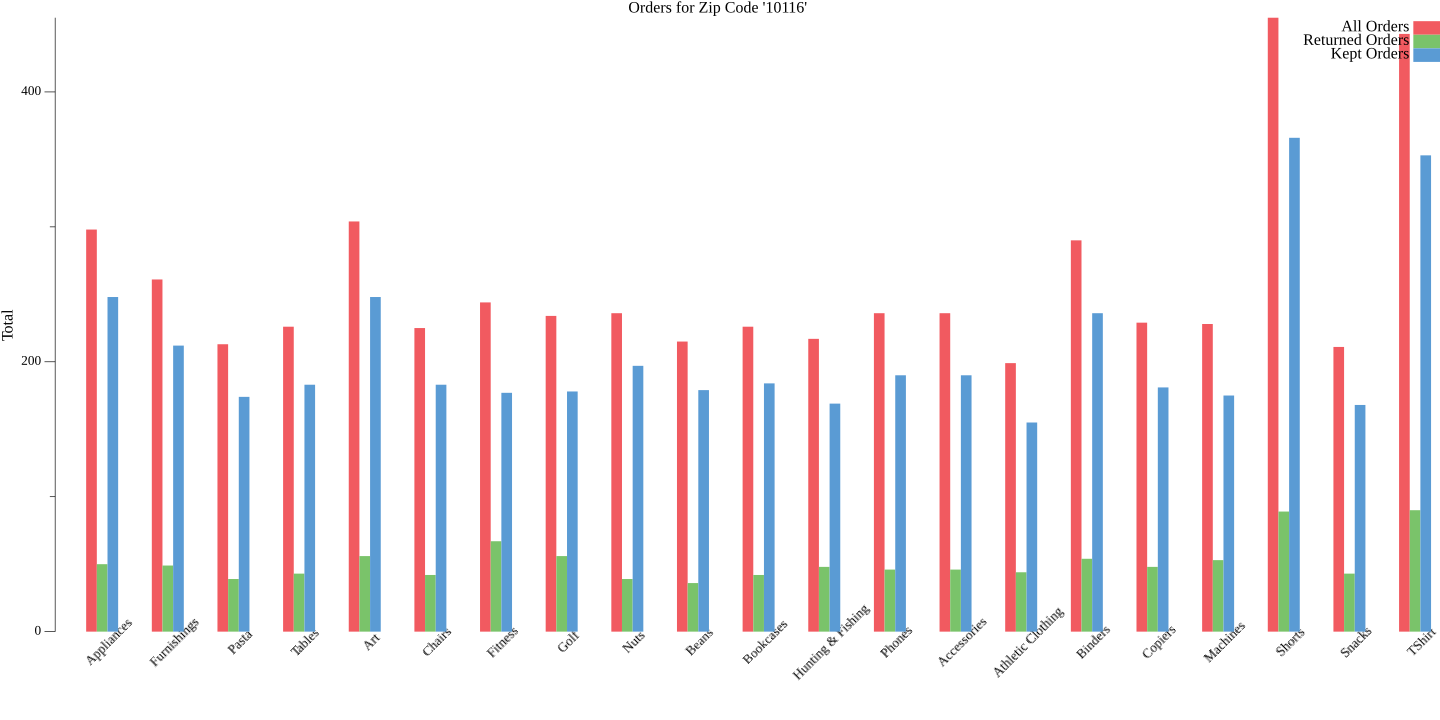 Orders for Zip Code '10116'
All Orders
Returned Orders
Kept Orders
Total
400
200
0
Appliances
Furnishings
Pasta
Tables
Art
Chairs
Fitness
Golf
Nuts
Beans
Bookcases
Hunting & Fishing
Phones
Accessories
Athletic Clothing
Binders
Copiers
Machines
Shorts
Snacks
TShirt